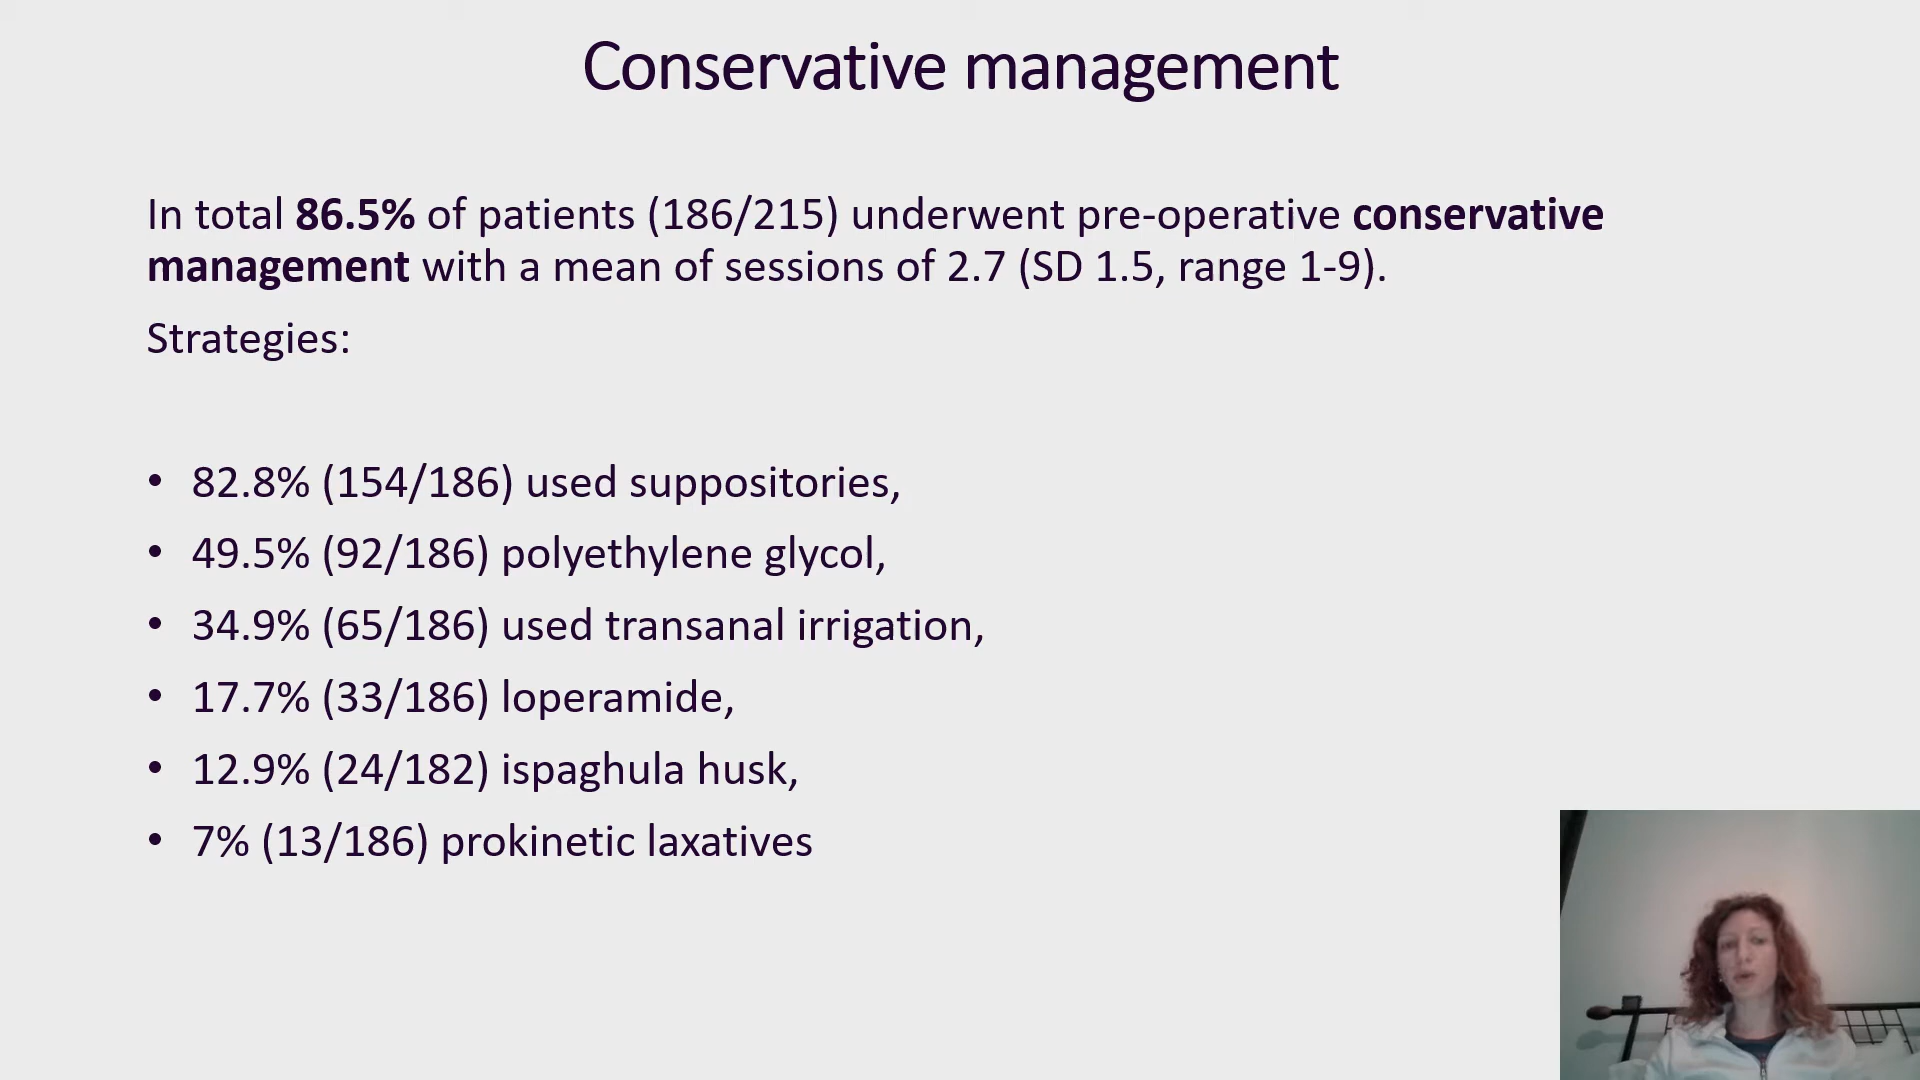 Conservative management
In total 86.5% of patients (186/215) underwent pre-operative conservative
management with a mean of sessions of 2.7 (SD 1.5, range 1-9).
Strategies:
• 82.8% (154/186) used suppositories,
• 49.5% (92/186) polyethylene glycol,
• 34.9% (65/186) used transanal irrigation,
• 17.7% (33/186) loperamide,
• 12.9% (24/182) ispaghula husk,
• 7% (13/186) prokinetic laxatives